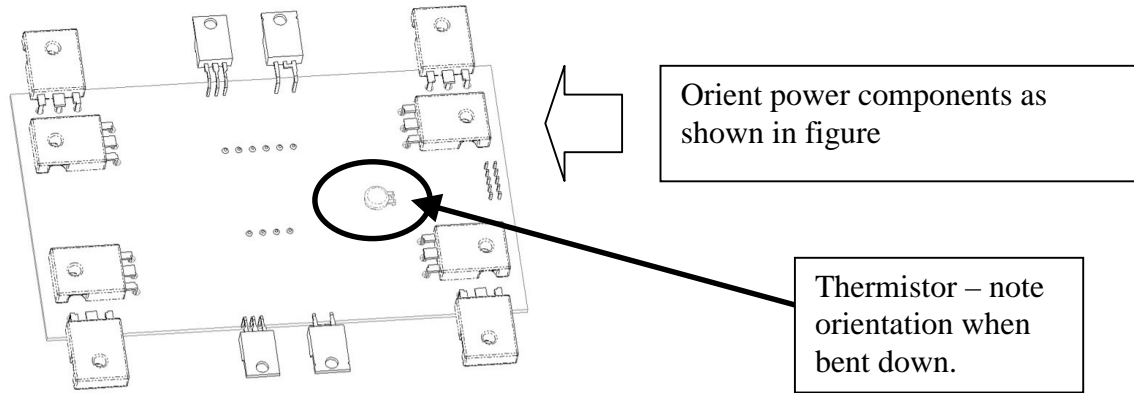 Orient power components as
shown in figure
Thermistor – note
orientation when
bent down.